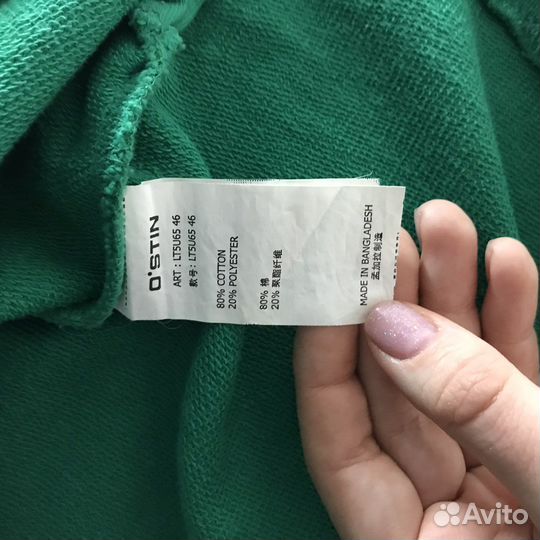 O'STIN
ART : LT5U65 46
款号: LT5U65 46
80% COTTON
20% POLYESTER
80% 棉
20% 聚脂纤维
MADE IN BANGLADESH
孟加拉制造
Avito